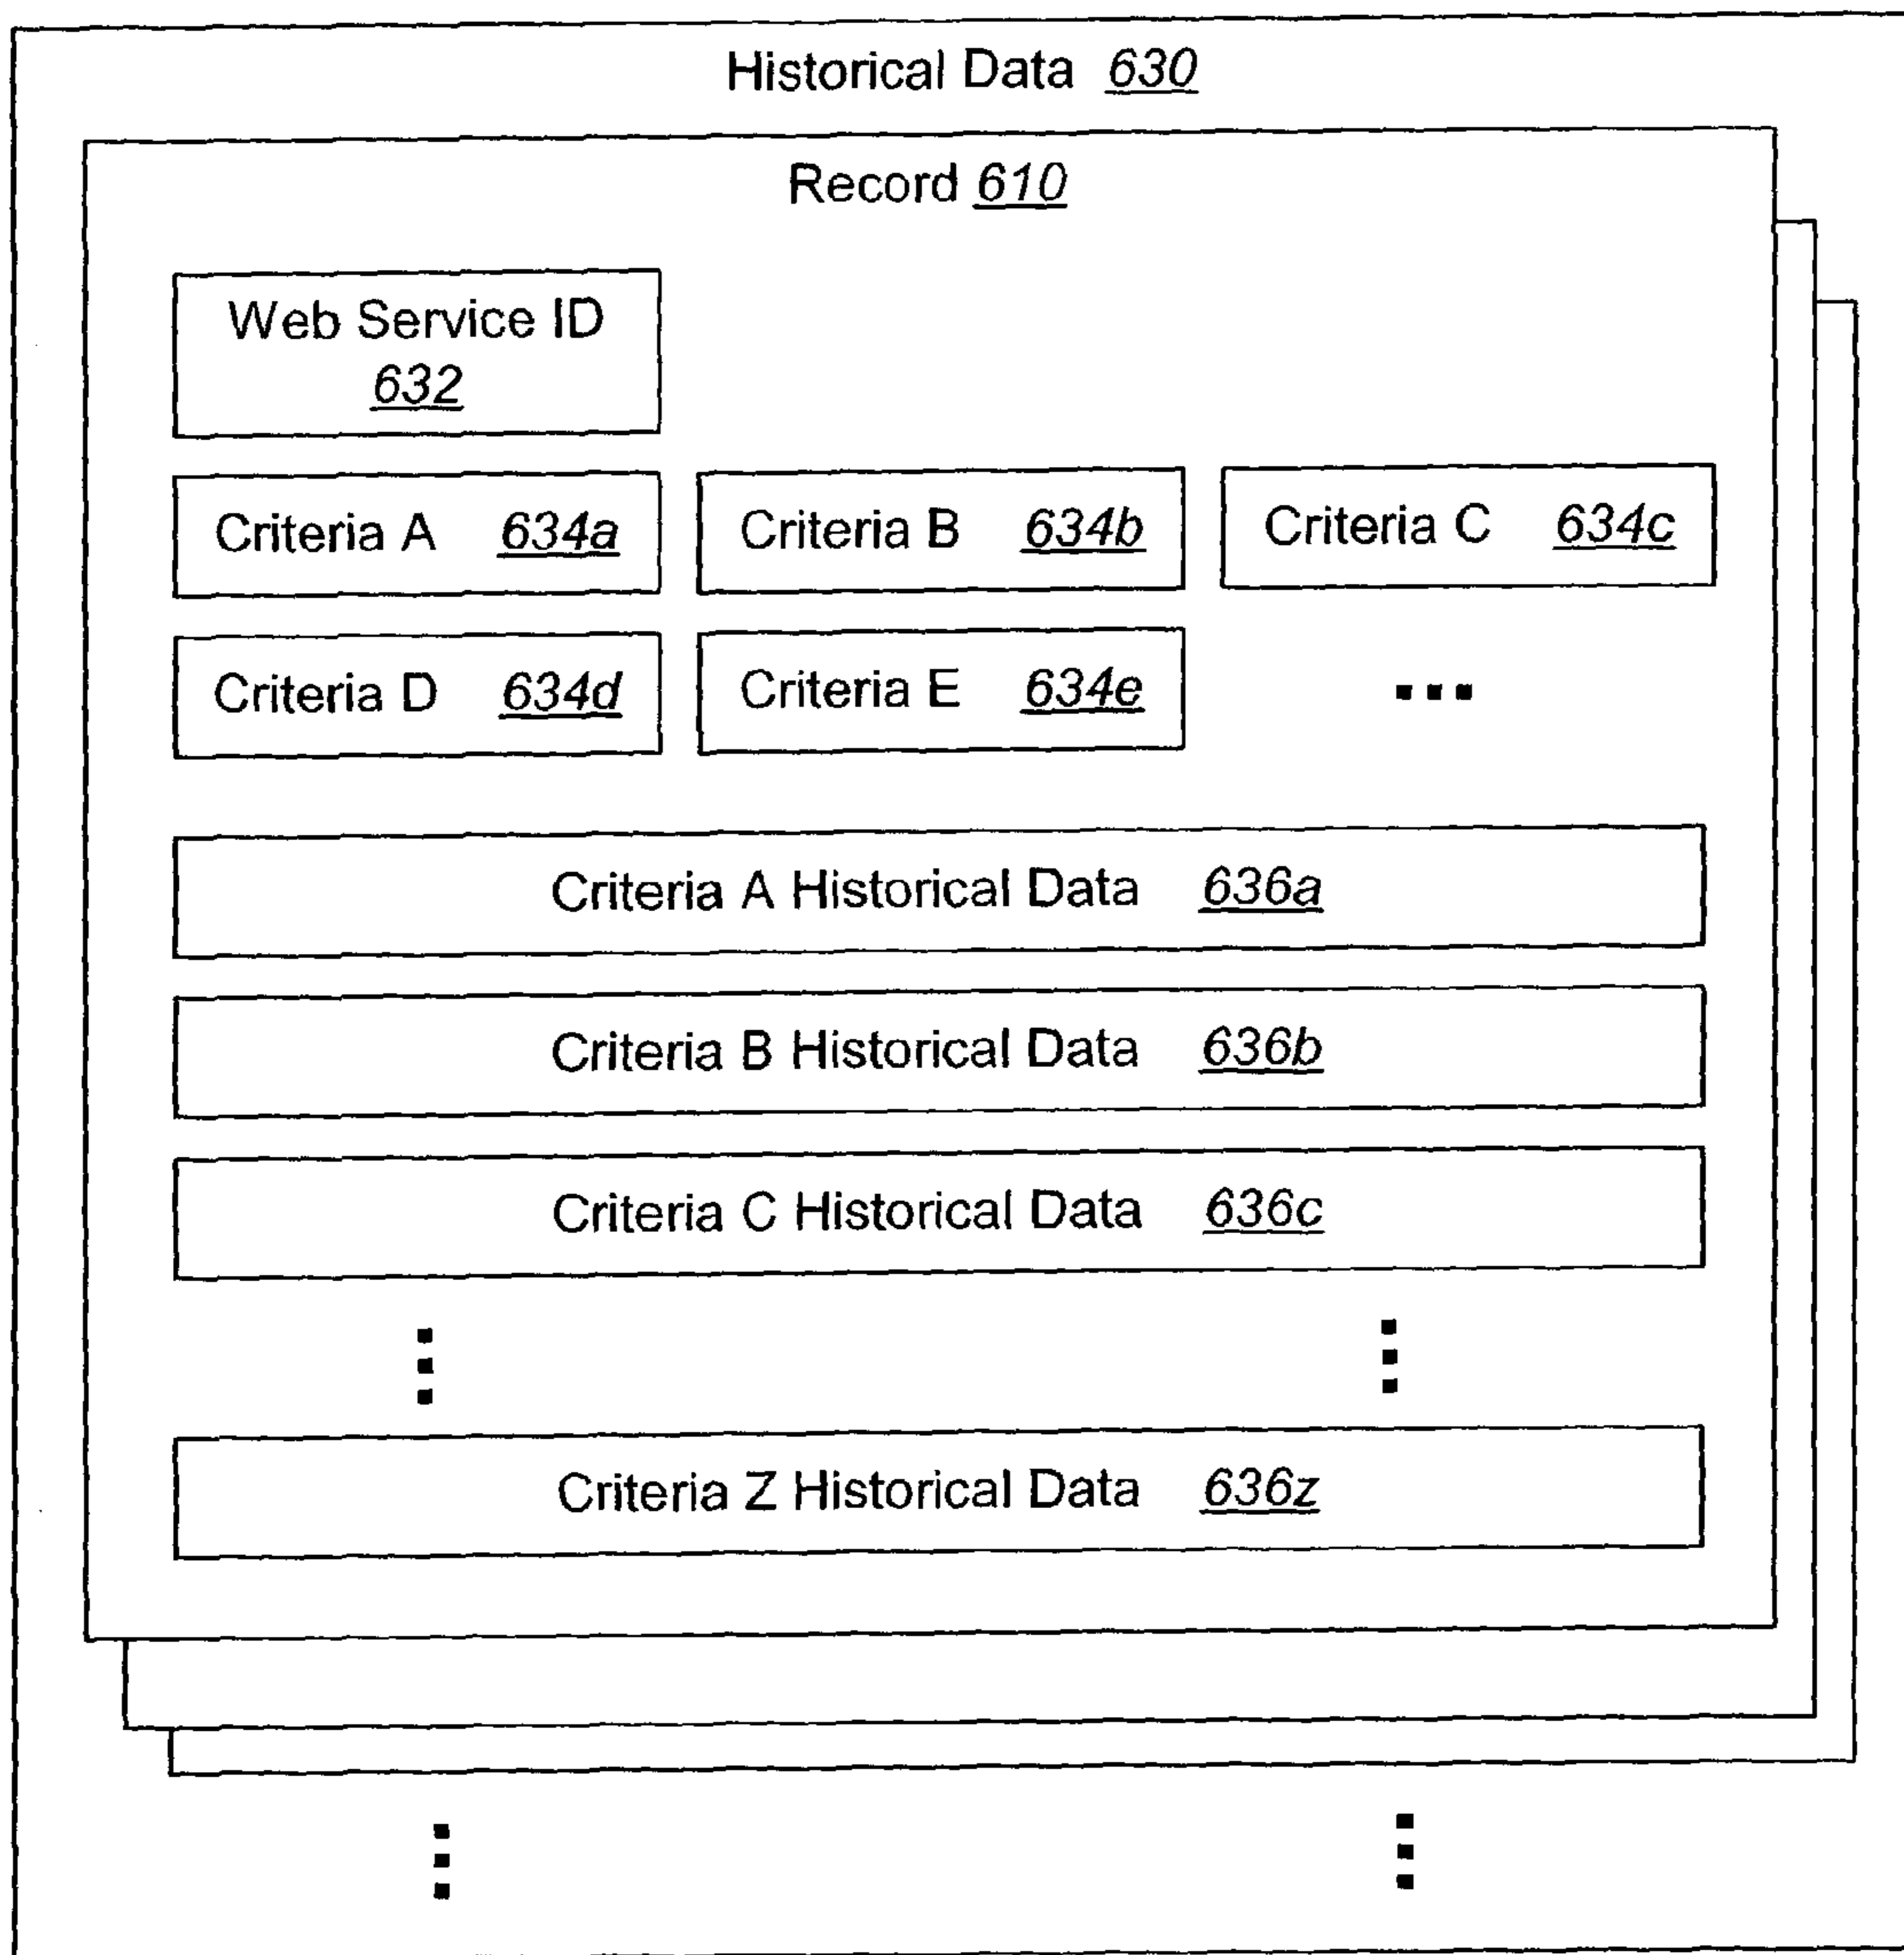 Historical Data 630
Record 610
Web Service ID
632
Criteria A 634a
Criteria B 634b
Criteria C 634c
Criteria D 634d
Criteria E 634e
Criteria A Historical Data 636a
Criteria B Historical Data 636b
Criteria C Historical Data 636c
Criteria Z Historical Data 636z